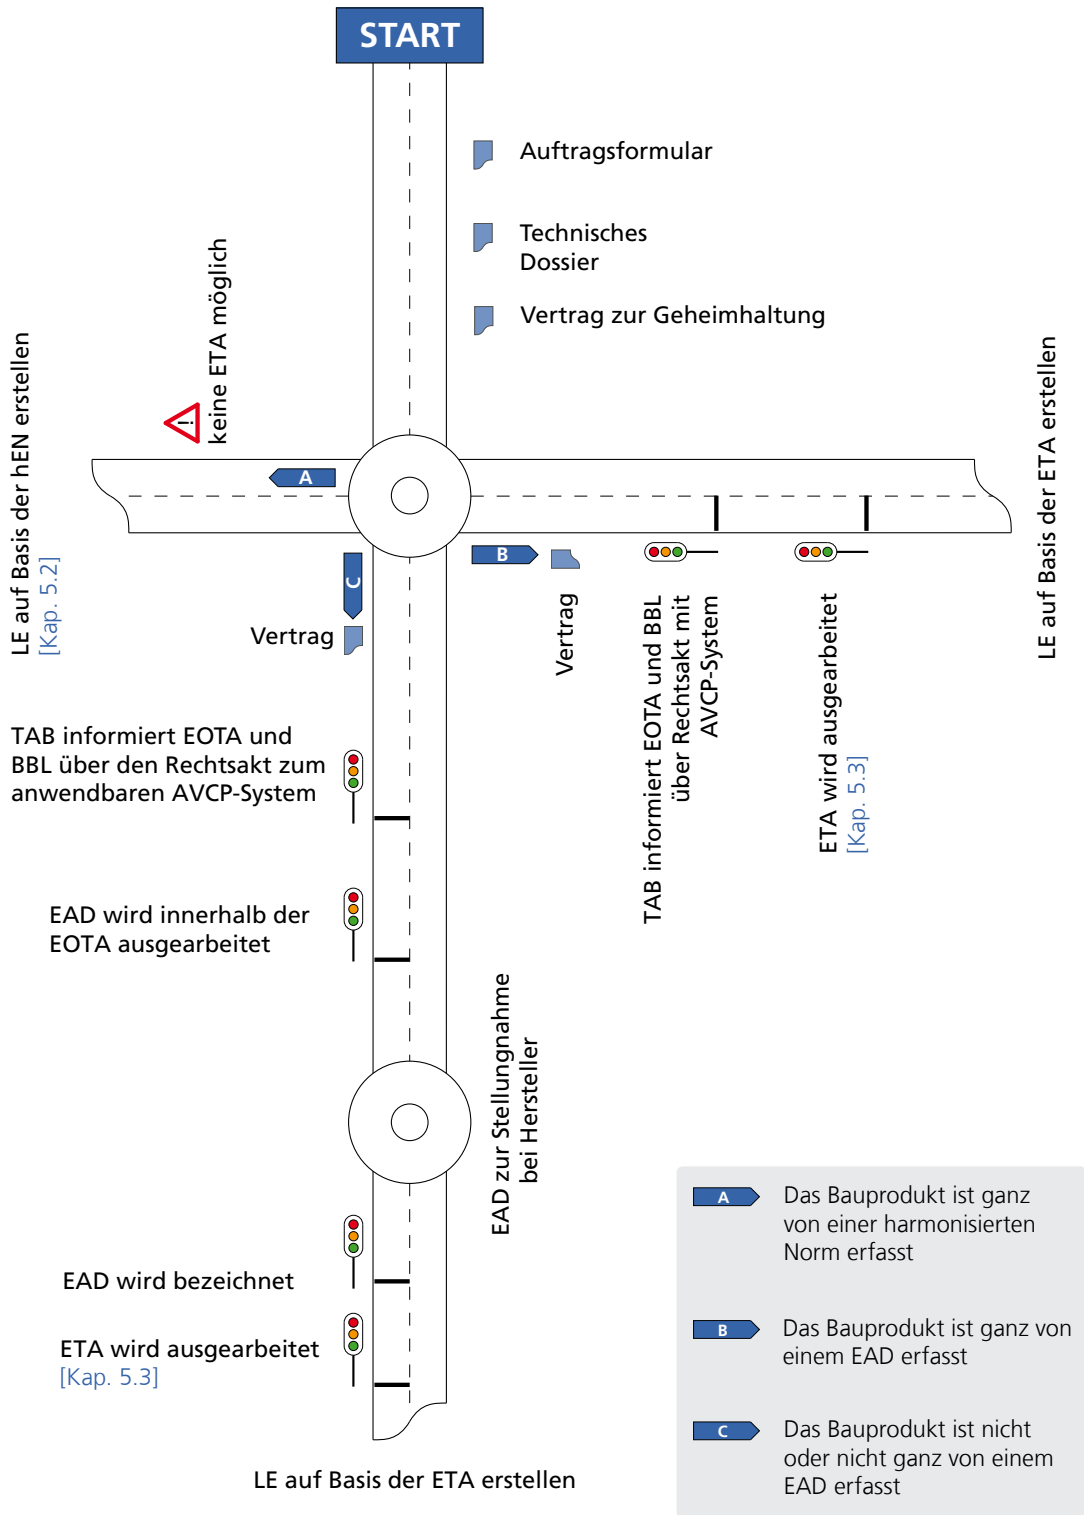 START
Auftragsformular
Technisches
Dossier
Vertrag zur Geheimhaltung
keine ETA möglich
!
LE auf Basis der hEN erstellen
[Kap. 5.2]
A
LE auf Basis der ETA erstellen
B
Vertrag
TAB informiert EOTA und BBL
über Rechtsakt mit
AVCP-System
ETA wird ausgearbeitet
[Kap. 5.3]
C
Vertrag
TAB informiert EOTA und
BBL über den Rechtsakt zum
anwendbaren AVCP-System
EAD wird innerhalb der
EOTA ausgearbeitet
EAD zur Stellungnahme
bei Hersteller
EAD wird bezeichnet
ETA wird ausgearbeitet
[Kap. 5.3]
LE auf Basis der ETA erstellen
A
Das Bauprodukt ist ganz
von einer harmonisierten
Norm erfasst
B
Das Bauprodukt ist ganz von
einem EAD erfasst
C
Das Bauprodukt ist nicht
oder nicht ganz von einem
EAD erfasst